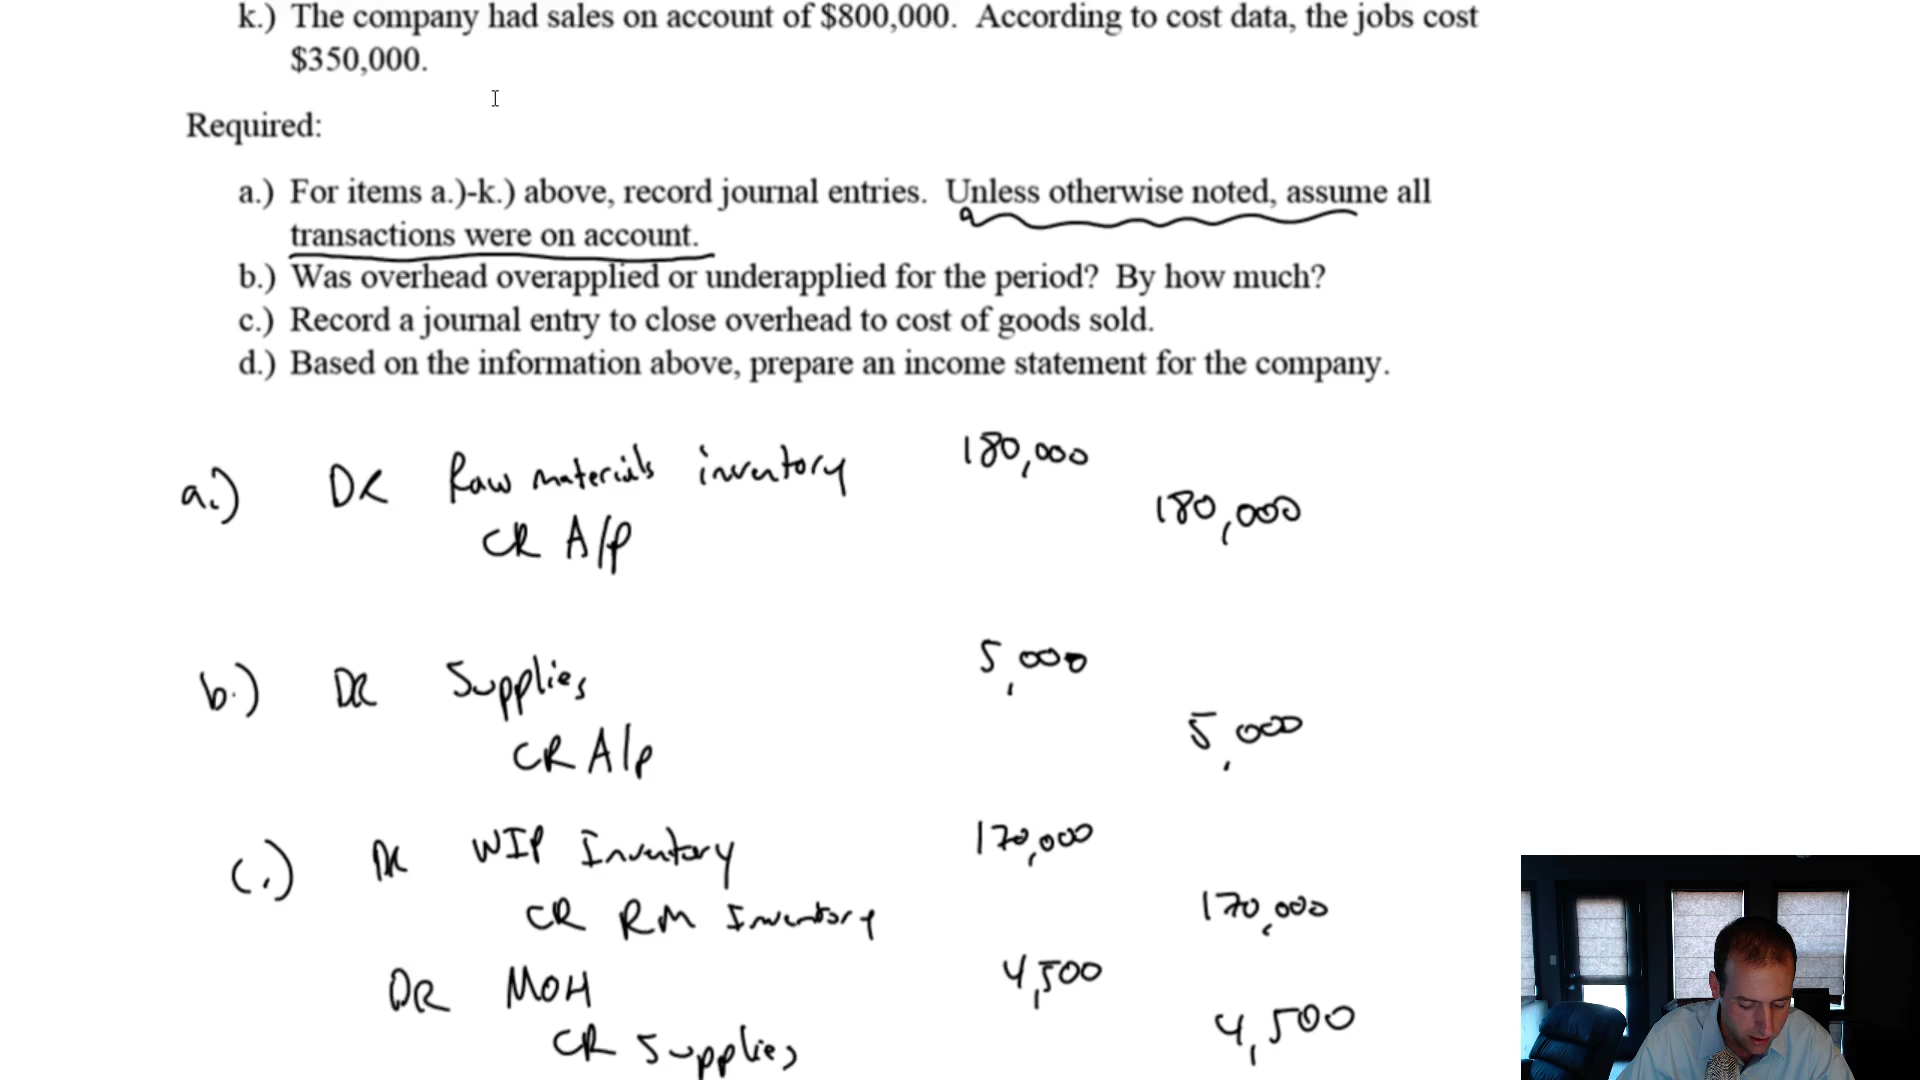 k.) The company had sales on account of $800,000. According to cost data, the jobs cost
$350,000.
Required:
a.) For items a.)-k.) above, record journal entries. Unless otherwise noted, assume all
transactions were on account.
b.) Was overhead overapplied or underapplied for the period? By how much?
c.) Record a journal entry to close overhead to cost of goods sold.
d.) Based on the information above, prepare an income statement for the company.
a.) DR Raw materials inventory 180,000
CR A/P 180,000
b.) DR Supplies 5,000
CR A/P 5,000
c.) DR WIP Inventory 170,000
CR RM Inventory 170,000
DR MOH 4,500
CR Supplies 4,500